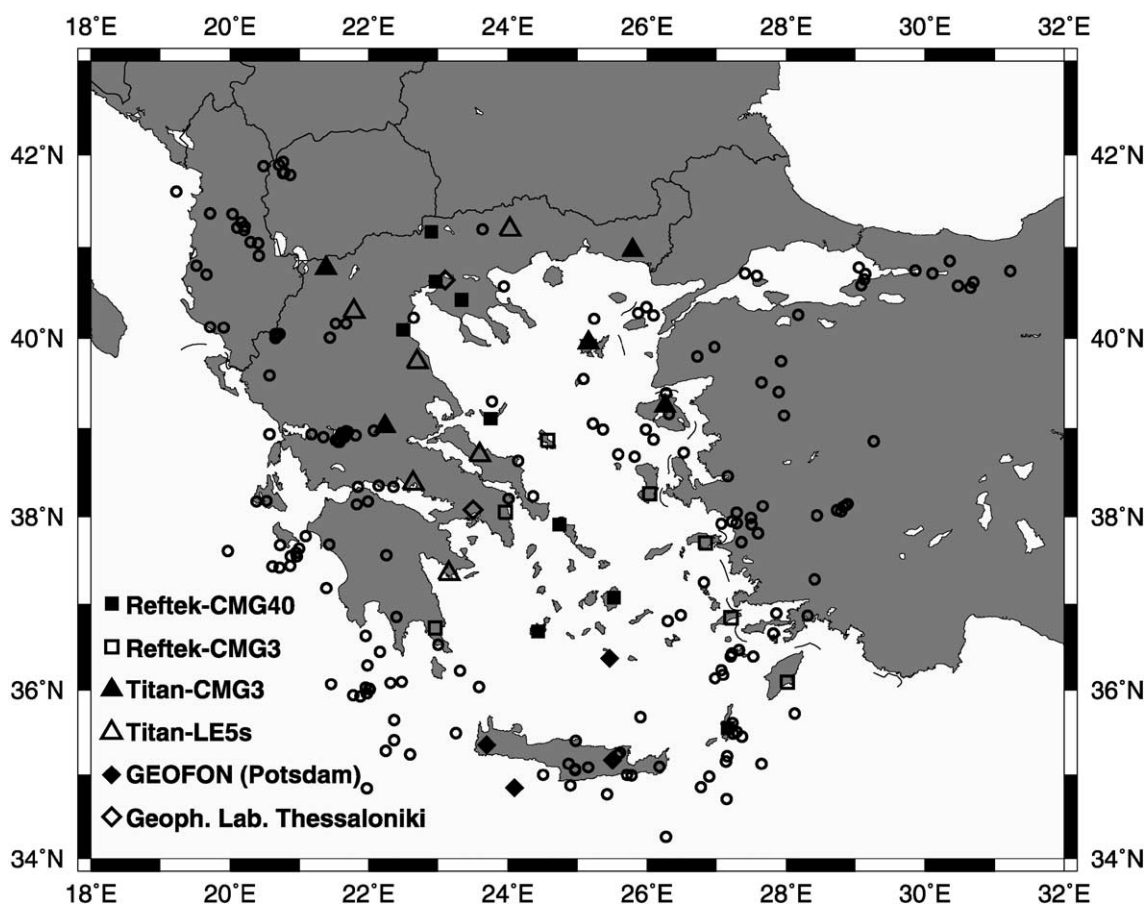 18˚E 20˚E 22˚E 24˚E 26˚E 28˚E 30˚E 32˚E
42˚N 42˚N
40˚N 40˚N
38˚N 38˚N
Reftek-CMG40
Reftek-CMG3
36˚N 36˚N
Titan-CMG3
Titan-LE5s
GEOFON (Potsdam)
Geoph. Lab. Thessaloniki
34˚N 34˚N
18˚E 20˚E 22˚E 24˚E 26˚E 28˚E 30˚E 32˚E